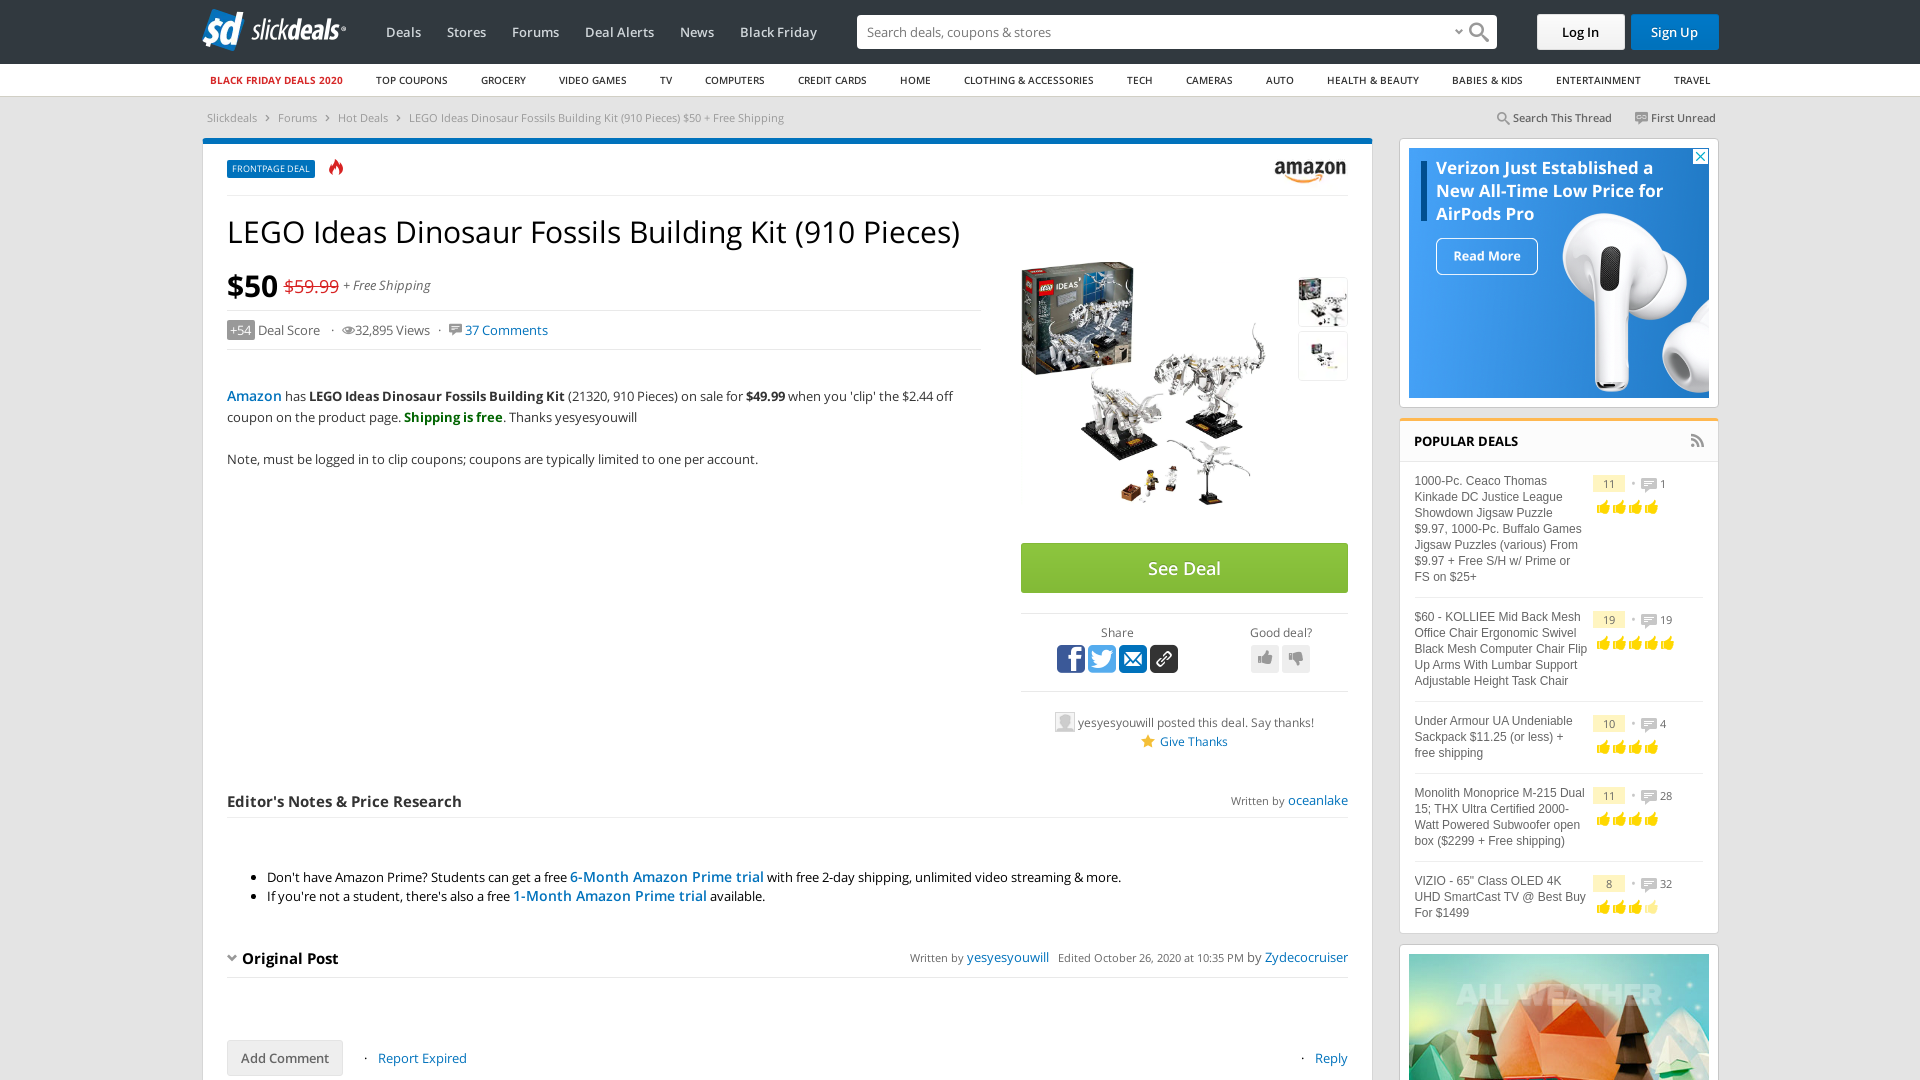 sd slickdeals
Deals
Stores
Forums
Deal Alerts
News
Black Friday
Search deals, coupons & stores
Log In
Sign Up
BLACK FRIDAY DEALS 2020
TOP COUPONS
GROCERY
VIDEO GAMES
TV
COMPUTERS
CREDIT CARDS
HOME
CLOTHING & ACCESSORIES
TECH
CAMERAS
AUTO
HEALTH & BEAUTY
BABIES & KIDS
ENTERTAINMENT
TRAVEL
Slickdeals › Forums › Hot Deals › LEGO Ideas Dinosaur Fossils Building Kit (910 Pieces) $50 + Free Shipping
Search This Thread
First Unread
FRONTPAGE DEAL
amazon
LEGO Ideas Dinosaur Fossils Building Kit (910 Pieces)
$50 $59.99 + Free Shipping
+54 Deal Score · 32,895 Views · 37 Comments
Amazon has LEGO Ideas Dinosaur Fossils Building Kit (21320, 910 Pieces) on sale for $49.99 when you 'clip' the $2.44 off
coupon on the product page. Shipping is free. Thanks yesyesyouwill
Note, must be logged in to clip coupons; coupons are typically limited to one per account.
LEGO IDEAS
See Deal
Share
Good deal?
yesyesyouwill posted this deal. Say thanks!
Give Thanks
Editor's Notes & Price Research
Written by oceanlake
• Don't have Amazon Prime? Students can get a free 6-Month Amazon Prime trial with free 2-day shipping, unlimited video streaming & more.
• If you're not a student, there's also a free 1-Month Amazon Prime trial available.
Original Post
Written by yesyesyouwill Edited October 26, 2020 at 10:35 PM by Zydecocruiser
Add Comment
· Report Expired
· Reply
Verizon Just Established a
New All-Time Low Price for
AirPods Pro
Read More
POPULAR DEALS
1000-Pc. Ceaco Thomas
Kinkade DC Justice League
Showdown Jigsaw Puzzle
$9.97, 1000-Pc. Buffalo Games
Jigsaw Puzzles (various) From
$9.97 + Free S/H w/ Prime or
FS on $25+
11 • 1
$60 - KOLLIEE Mid Back Mesh
Office Chair Ergonomic Swivel
Black Mesh Computer Chair Flip
Up Arms With Lumbar Support
Adjustable Height Task Chair
19 • 19
Under Armour UA Undeniable
Sackpack $11.25 (or less) +
free shipping
10 • 4
Monolith Monoprice M-215 Dual
15; THX Ultra Certified 2000-
Watt Powered Subwoofer open
box ($2299 + Free shipping)
11 • 28
VIZIO - 65" Class OLED 4K
UHD SmartCast TV @ Best Buy
For $1499
8 • 32
ALL WEATHER